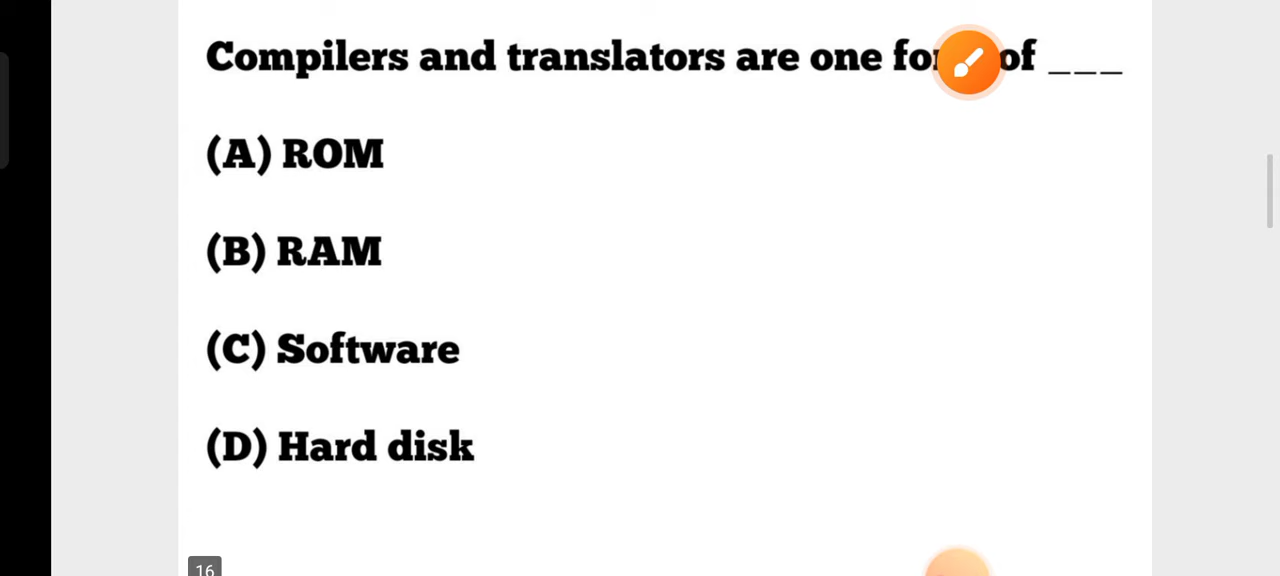 Compilers and translators are one of ___
(A) ROM
(B) RAM
(C) Software
(D) Hard disk
16